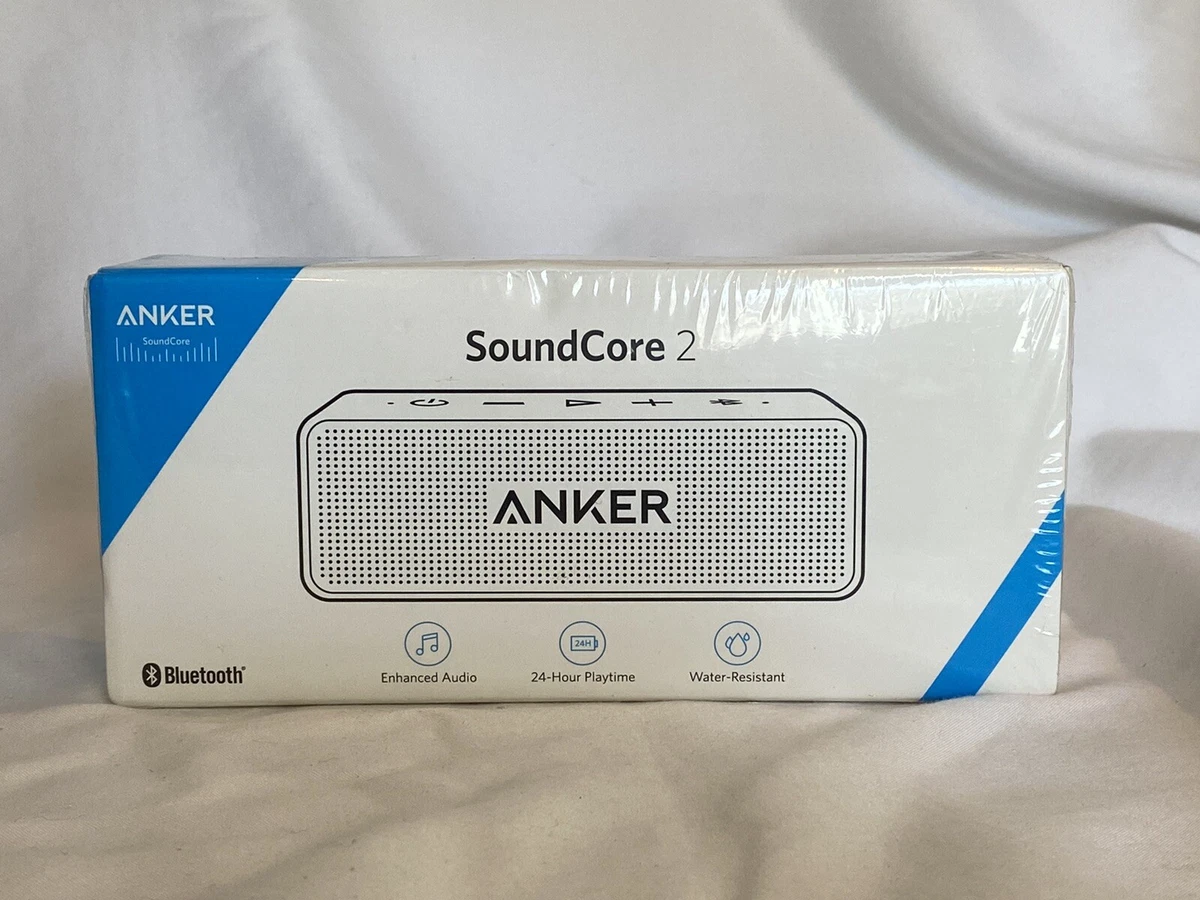 ANKER
SoundCore
SoundCore 2
ANKER
24H
Enhanced Audio
24-Hour Playtime
Water-Resistant
Bluetooth®